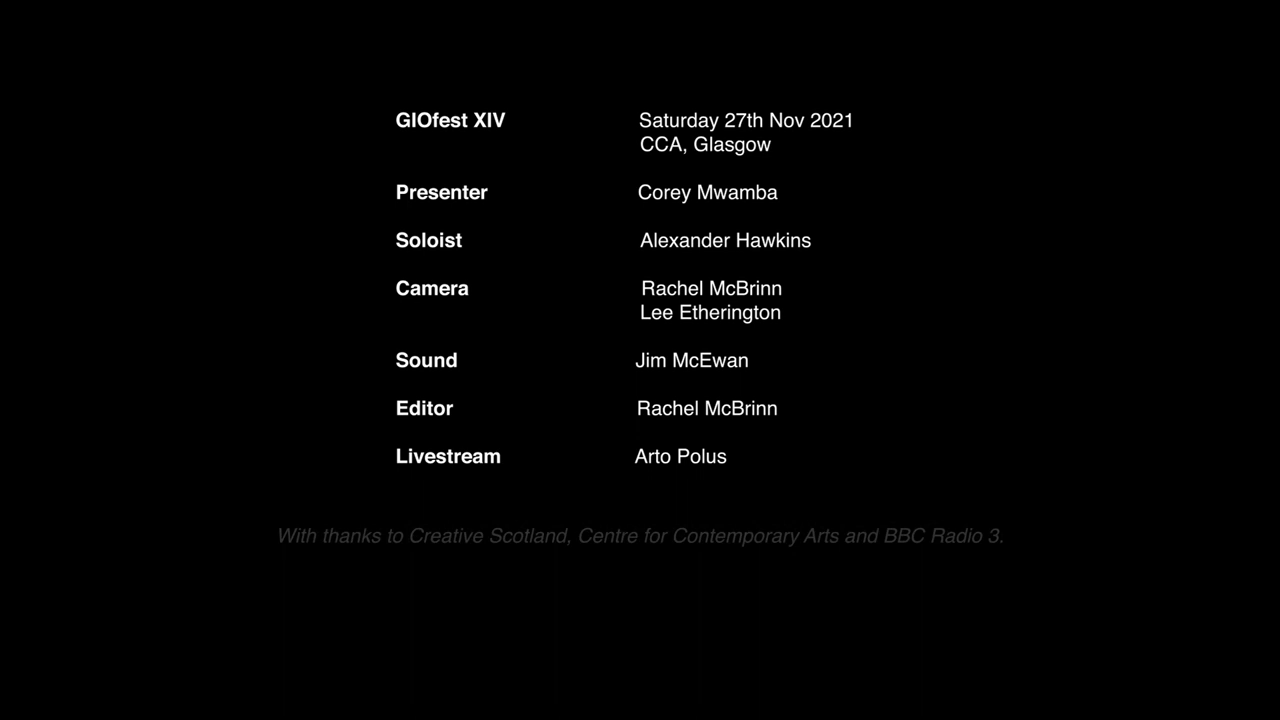 GIOfest XIV Saturday 27th Nov 2021
CCA, Glasgow
Presenter Corey Mwamba
Soloist Alexander Hawkins
Camera Rachel McBrinn
Lee Etherington
Sound Jim McEwan
Editor Rachel McBrinn
Livestream Arto Polus
With thanks to Creative Scotland, Centre for Contemporary Arts and BBC Radio 3.